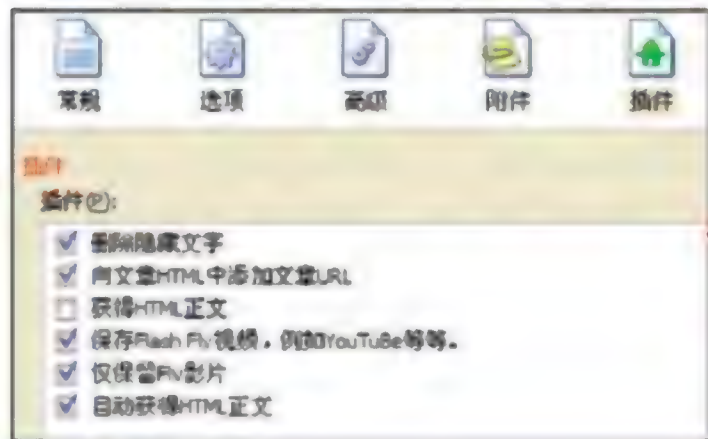 常规 选项 高级 附件 插件
插件
插件(P):
删除隐藏文字
向文章HTML中添加文章URL
获得HTML正文
保存Flash Flv视频，例如YouTuBe等等。
仅保留Flv影片
自动获得HTML正文